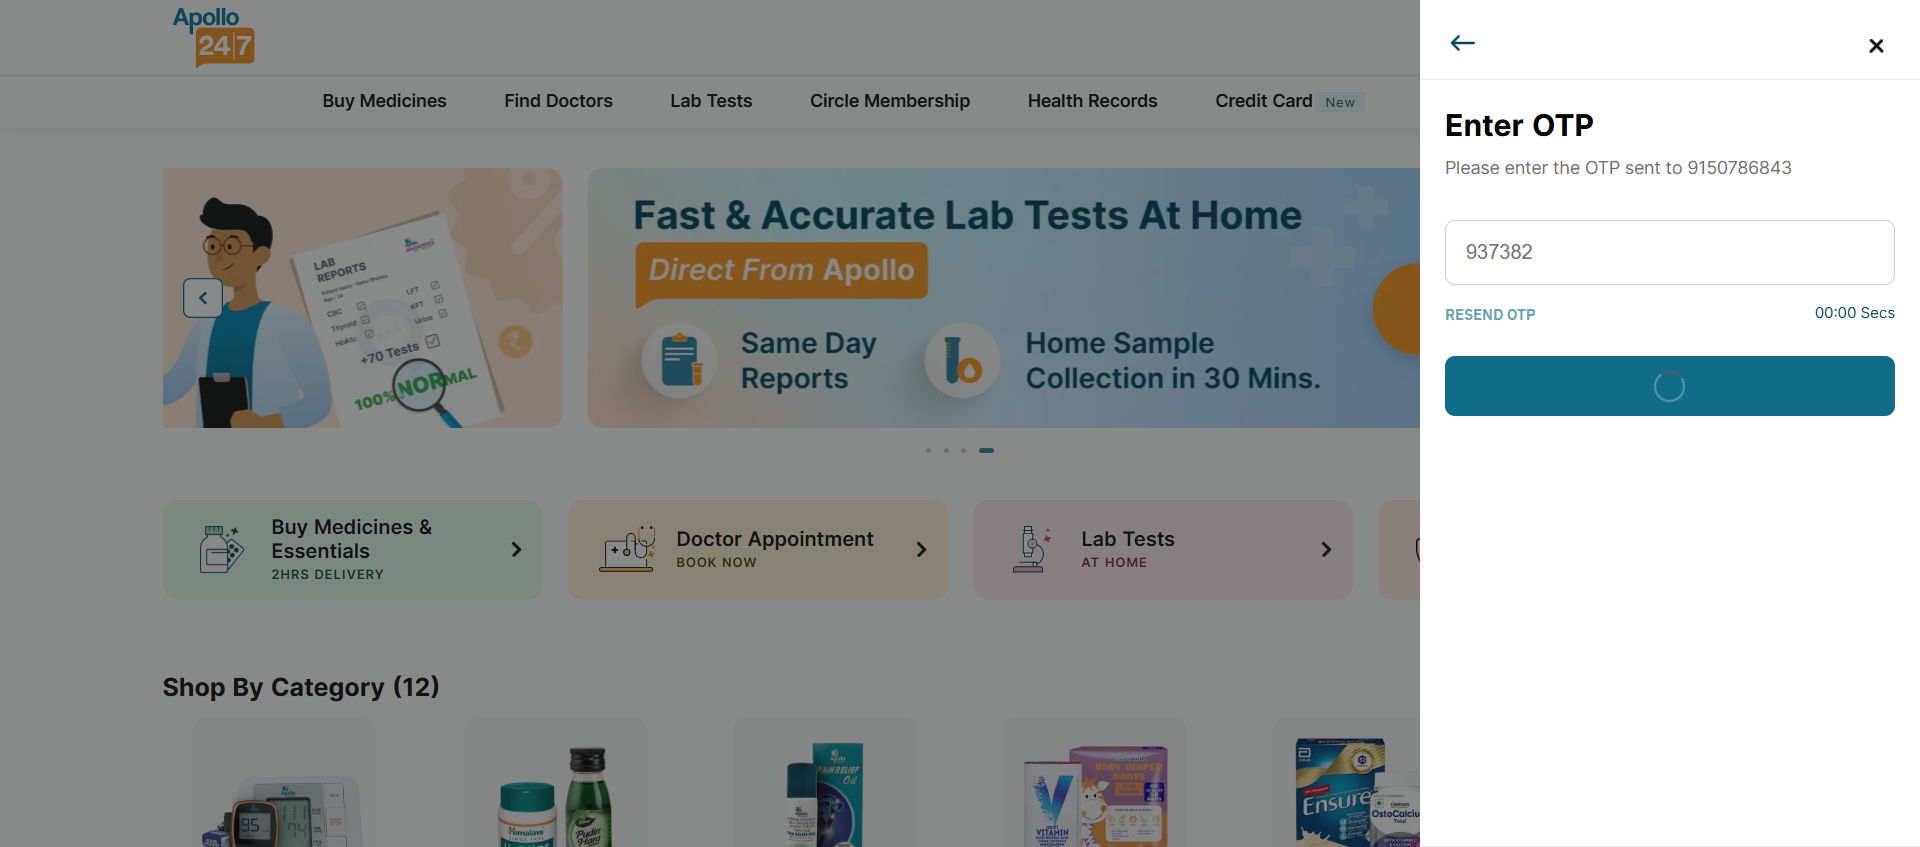 Apollo
24|7
Buy Medicines
Find Doctors
Lab Tests
Circle Membership
Health Records
Credit Card
New
LAB
REPORTS
Age - 24
CBC
Thyroid
HbA1c
LFT
KFT
Urine
+70 Tests
100% NORMAL
Fast & Accurate Lab Tests At Home
Direct From Apollo
Same Day
Reports
Home Sample
Collection in 30 Mins.
Buy Medicines &
Essentials
2HRS DELIVERY
Doctor Appointment
BOOK NOW
Lab Tests
AT HOME
Shop By Category (12)
Himalaya
Pudin
Hara
Apollo
PAIN RELIEF
Oil
VITAMIN
BABY DIAPER
PANTS
Ensure
OstoCalciu
Enter OTP
Please enter the OTP sent to 9150786843
937382
RESEND OTP
00:00 Secs